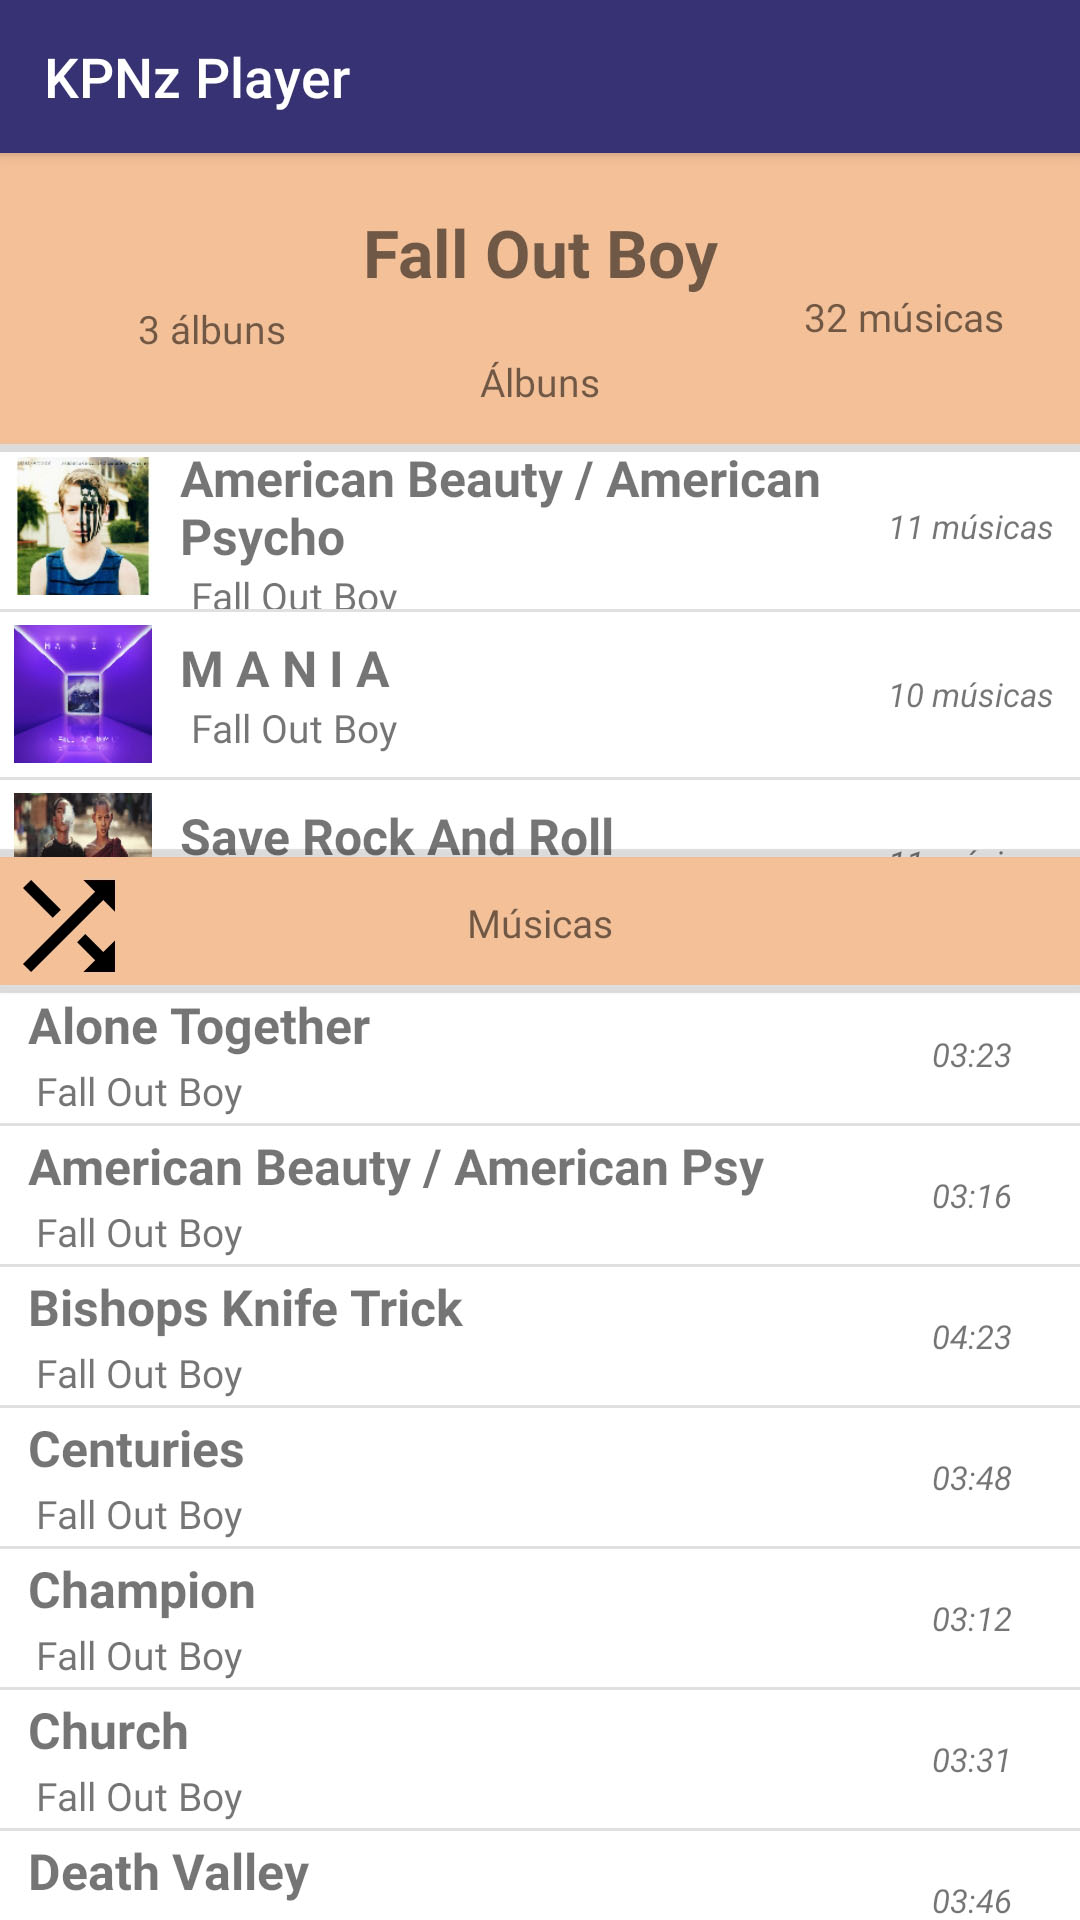 KPNz Player
Fall Out Boy
3 álbuns
32 músicas
Álbuns
American Beauty / American
Psycho
11 músicas
Fall Out Boy
M A N I A
10 músicas
Fall Out Boy
Save Rock And Roll
Músicas
Alone Together
03:23
Fall Out Boy
American Beauty / American Psy
03:16
Fall Out Boy
Bishops Knife Trick
04:23
Fall Out Boy
Centuries
03:48
Fall Out Boy
Champion
03:12
Fall Out Boy
Church
03:31
Fall Out Boy
Death Valley
03:46